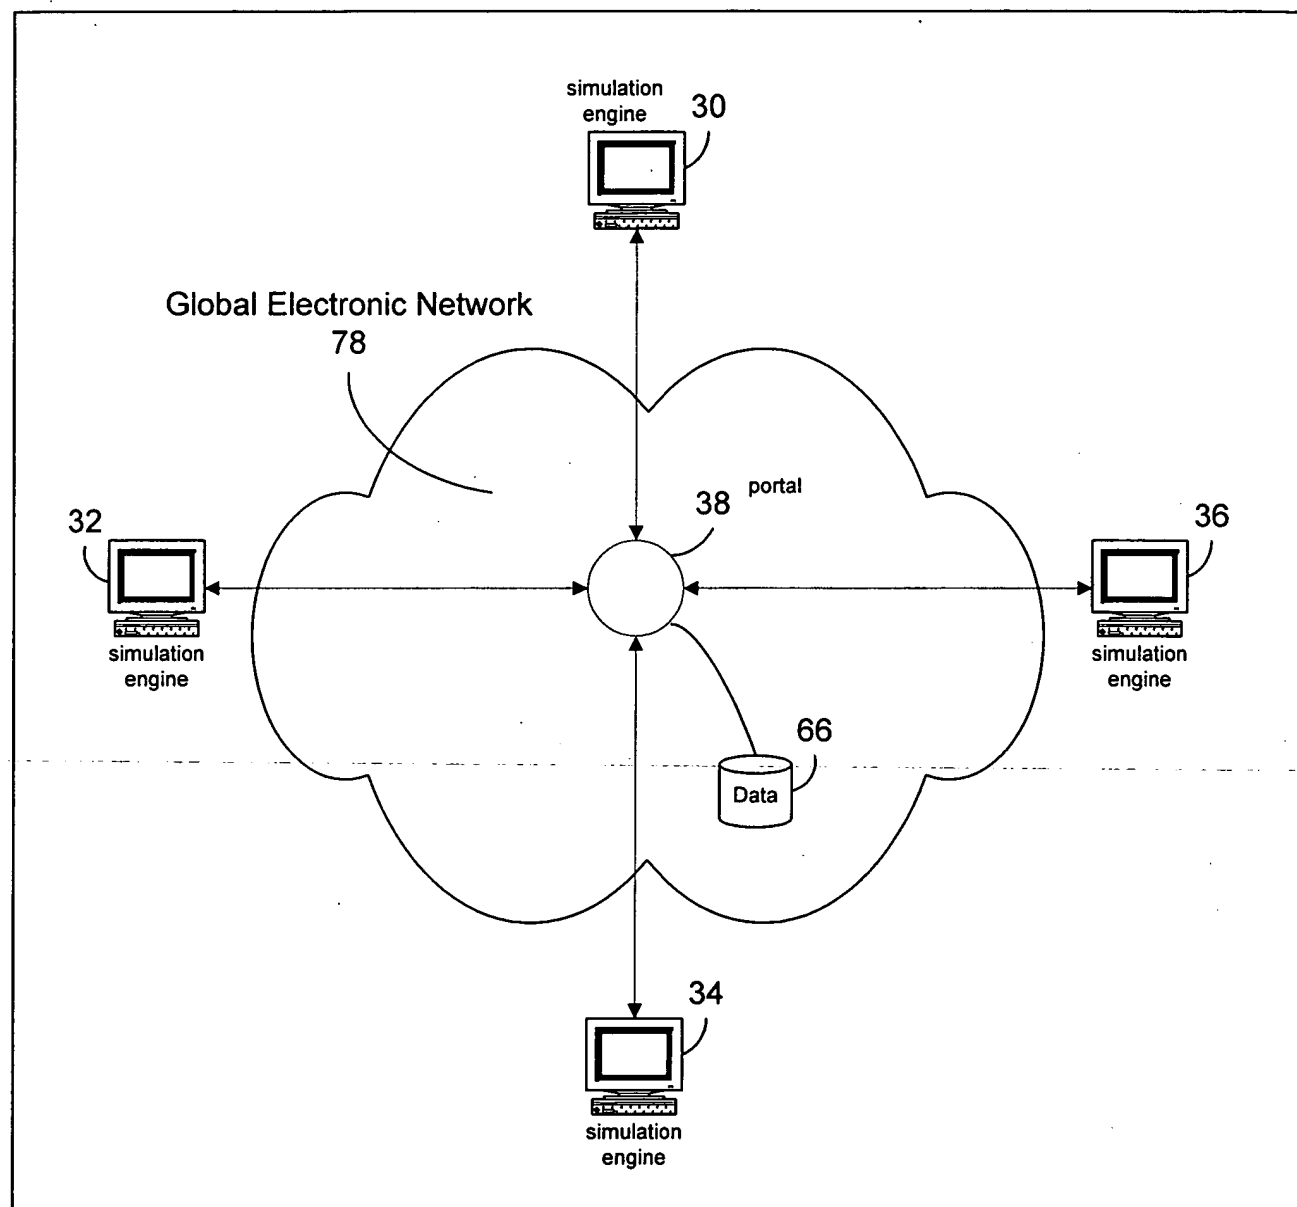 simulation
engine
30
Global Electronic Network
78
portal
38
32
36
simulation
engine
simulation
engine
66
Data
34
simulation
engine